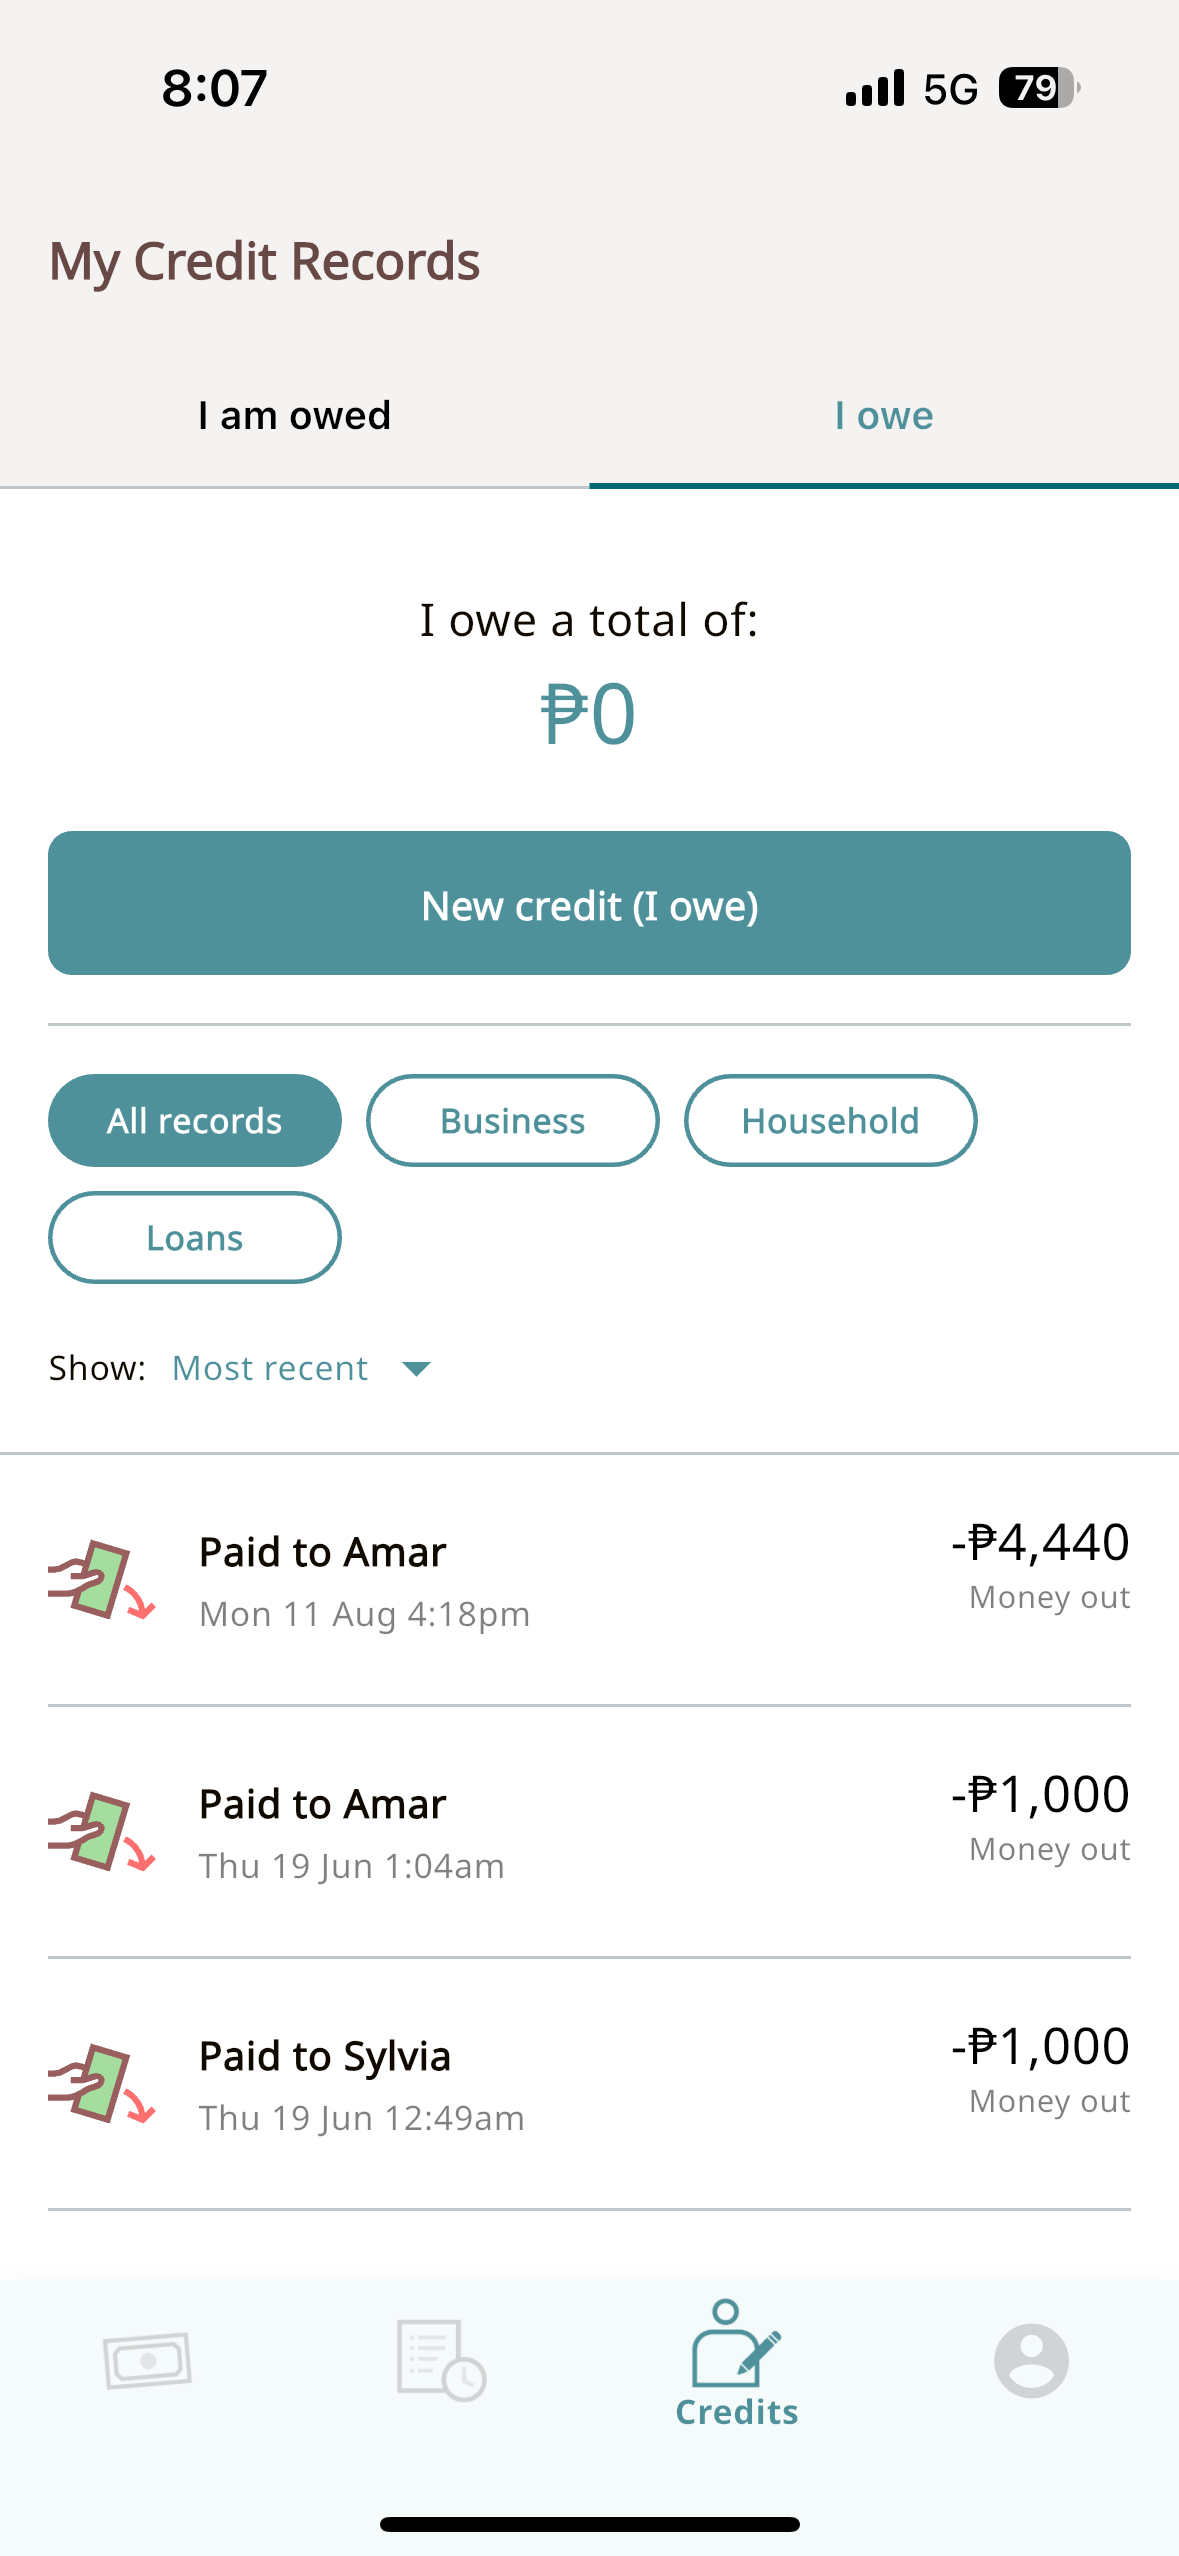 8:07
5G
79
My Credit Records
I am owed
I owe
I owe a total of:
₱0
New credit (I owe)
All records
Business
Household
Loans
Show: Most recent
Paid to Amar
-₱4,440
Mon 11 Aug 4:18pm
Money out
Paid to Amar
-₱1,000
Thu 19 Jun 1:04am
Money out
Paid to Sylvia
-₱1,000
Thu 19 Jun 12:49am
Money out
Credits